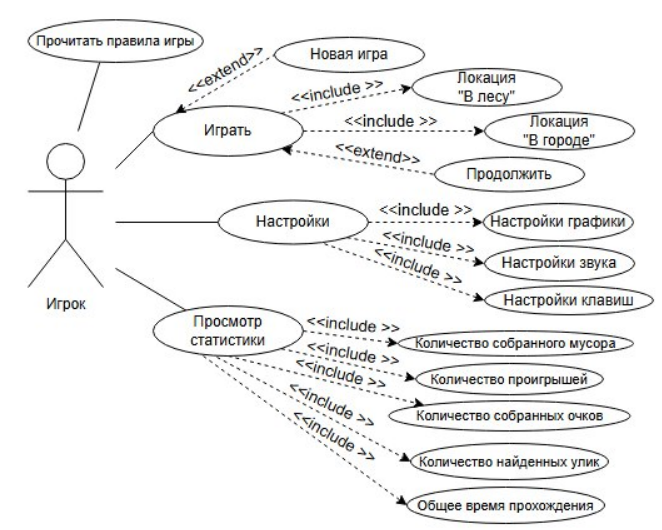 Прочитать правила игры
<<extend>>
Новая игра
<<include >>
Локация
"В лесу"
Играть
<<include >>
Локация
"В городе"
<<extend>>
Продолжить
Настройки
<<include >>
Настройки графики
<<include >>
Настройки звука
<<include >>
Настройки клавиш
Игрок
Просмотр
статистики
<<include >>
Количество собранного мусора
<<include >>
Количество проигрышей
<<include >>
Количество собранных очков
<<include >>
Количество найденных улик
<<include >>
Общее время прохождения